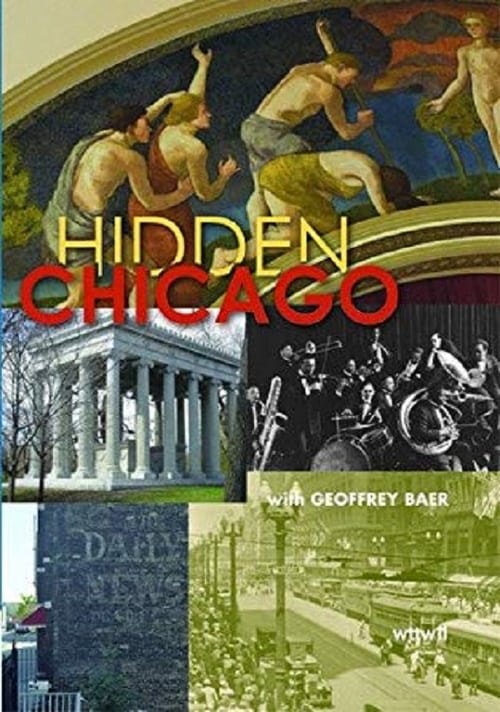 HIDDEN
CHICAGO
with GEOFFREY BAER
DAILY
NEWS
wttw11